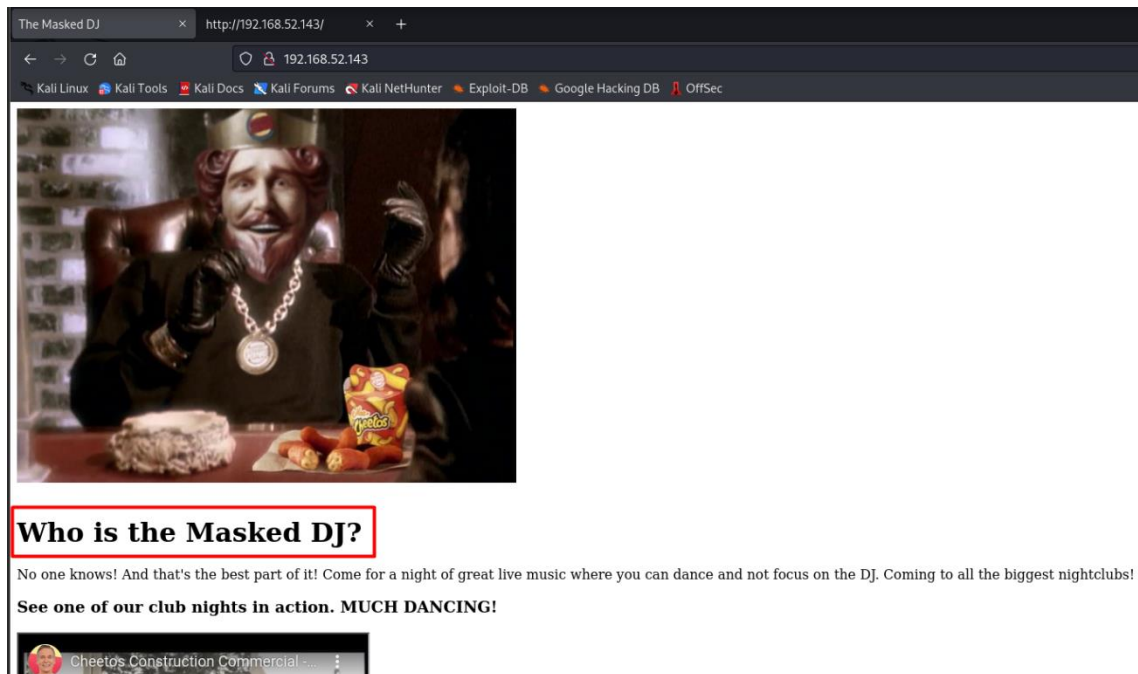 The Masked DJ × http://192.168.52.143/ × +
192.168.52.143
Kali Linux Kali Tools Kali Docs Kali Forums Kali NetHunter Exploit-DB Google Hacking DB OffSec
Cheetos
Who is the Masked DJ?
No one knows! And that's the best part of it! Come for a night of great live music where you can dance and not focus on the DJ. Coming to all the biggest nightclubs!
See one of our club nights in action. MUCH DANCING!
Cheetos Construction Commercial -...